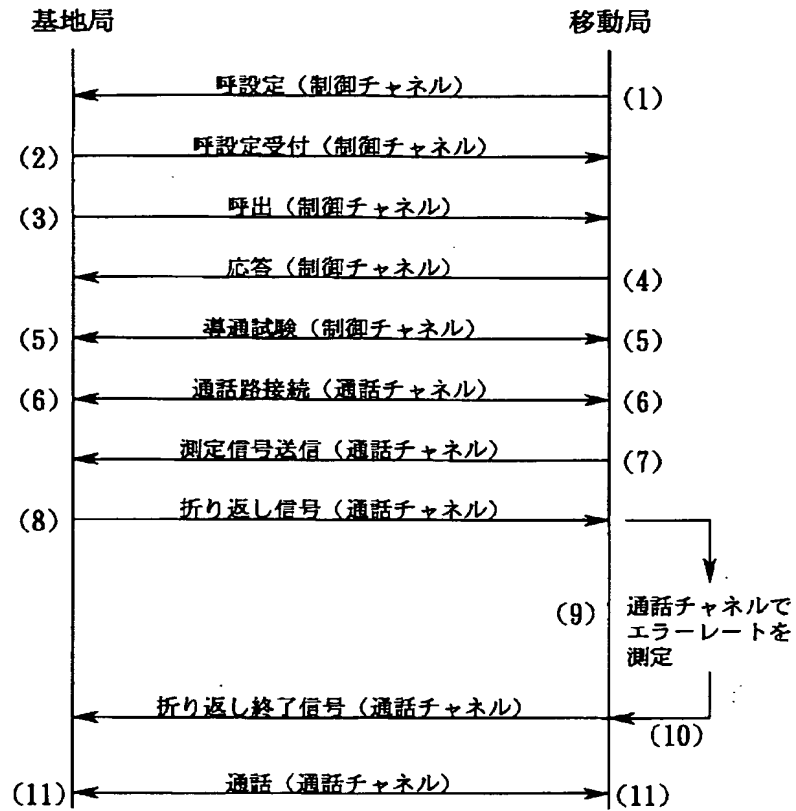 基地局 移動局
呼設定（制御チャネル） (1)
(2) 呼設定受付（制御チャネル）
(3) 呼出（制御チャネル）
応答（制御チャネル） (4)
(5) 導通試験（制御チャネル） (5)
(6) 通話路接続（通話チャネル） (6)
測定信号送信（通話チャネル） (7)
(8) 折り返し信号（通話チャネル）
(9) 通話チャネルで
エラーレートを
測定
折り返し終了信号（通話チャネル） (10)
(11) 通話（通話チャネル） (11)